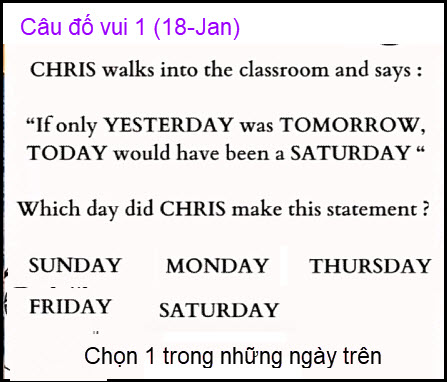 Câu đố vui 1 (18-Jan)
CHRIS walks into the classroom and says :
“If only YESTERDAY was TOMORROW,
TODAY would have been a SATURDAY “
Which day did CHRIS make this statement ?
SUNDAY MONDAY THURSDAY
FRIDAY SATURDAY
Chọn 1 trong những ngày trên